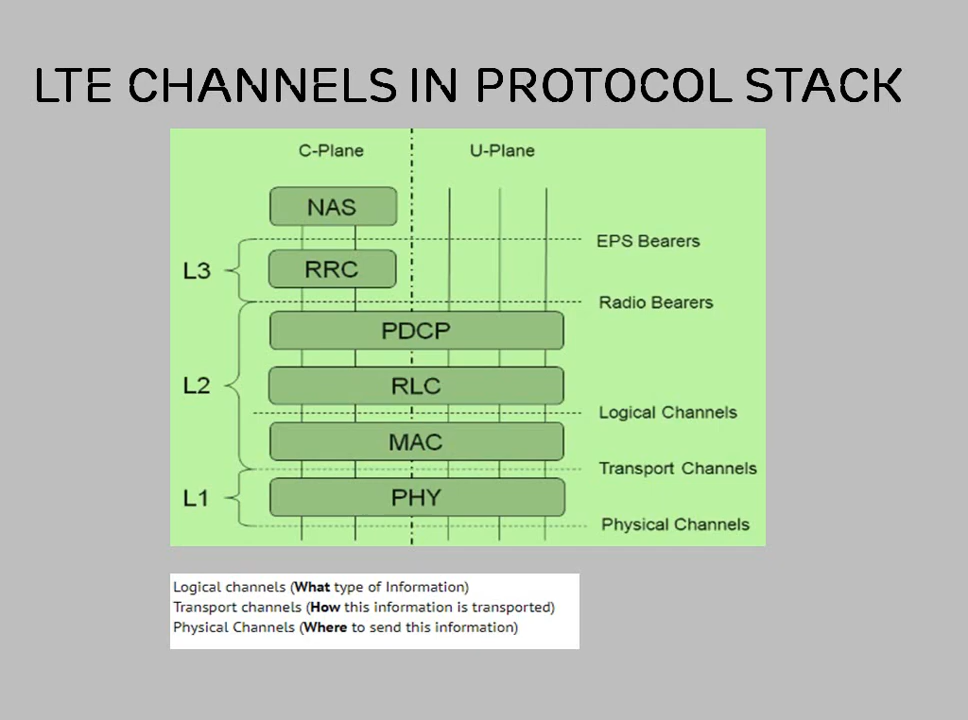 LTE CHANNELS IN PROTOCOL STACK
C-Plane
U-Plane
NAS
EPS Bearers
L3
RRC
Radio Bearers
PDCP
L2
RLC
Logical Channels
MAC
Transport Channels
L1
PHY
Physical Channels
Logical channels (What type of Information)
Transport channels (How this information is transported)
Physical Channels (Where to send this information)